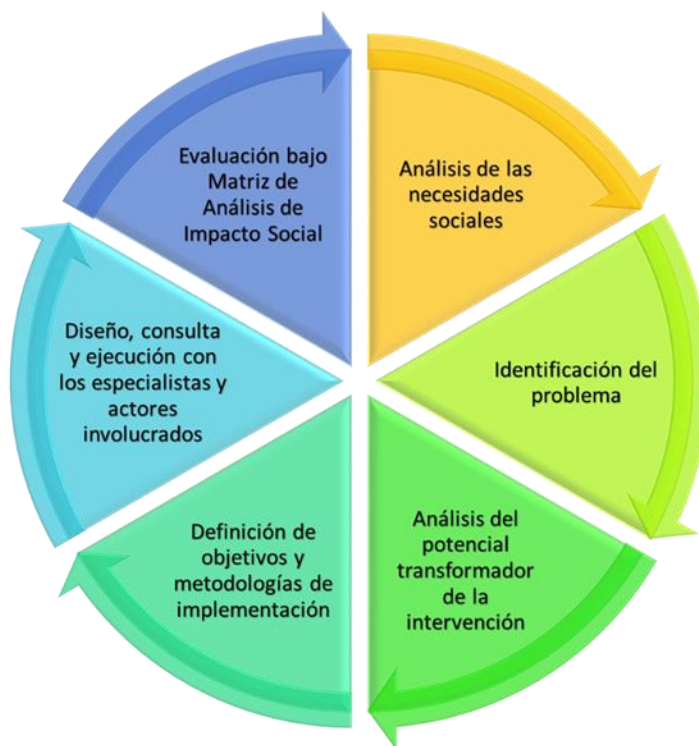 Análisis de las
necesidades
sociales
Identificación del
problema
Análisis del
potencial
transformador
de la
intervención
Definición de
objetivos y
metodologías de
implementación
Diseño, consulta
y ejecución con
los especialistas y
actores
involucrados
Evaluación bajo
Matriz de
Análisis de
Impacto Social